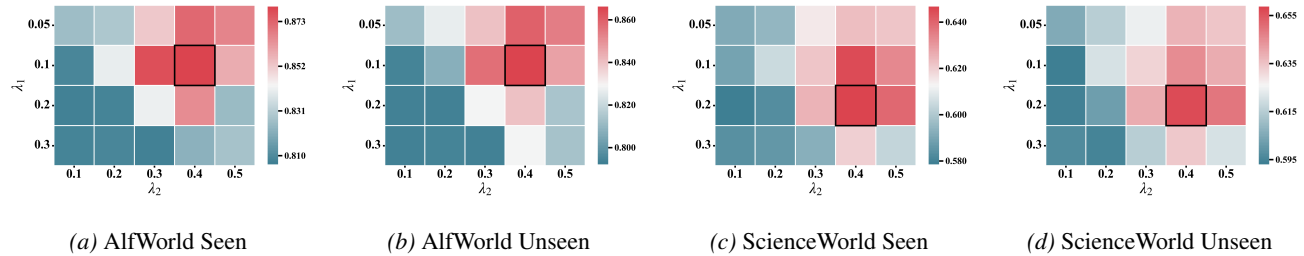 0.05
0.1
0.2
0.3
λ1
0.1 0.2 0.3 0.4 0.5
λ2
0.873
0.852
0.831
0.810
(a) AlfWorld Seen
0.05
0.1
0.2
0.3
λ1
0.1 0.2 0.3 0.4 0.5
λ2
0.860
0.840
0.820
0.800
(b) AlfWorld Unseen
0.05
0.1
0.2
0.3
λ1
0.1 0.2 0.3 0.4 0.5
λ2
0.640
0.620
0.600
0.580
(c) ScienceWorld Seen
0.05
0.1
0.2
0.3
λ1
0.1 0.2 0.3 0.4 0.5
λ2
0.655
0.635
0.615
0.595
(d) ScienceWorld Unseen